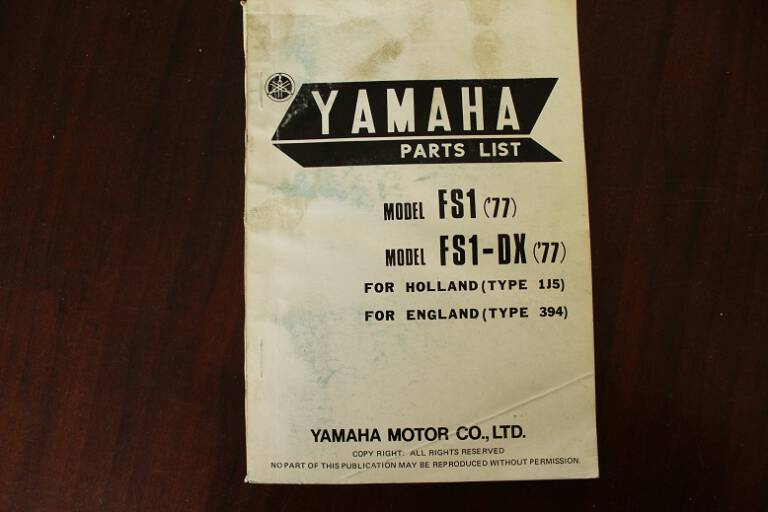 YAMAHA
PARTS LIST
MODEL FS1 ('77)
MODEL FS1-DX ('77)
FOR HOLLAND (TYPE 1J5)
FOR ENGLAND (TYPE 394)
YAMAHA MOTOR CO., LTD.
COPY RIGHT. ALL RIGHTS RESERVED
NO PART OF THIS PUBLICATION MAY BE REPRODUCED WITHOUT PERMISSION.